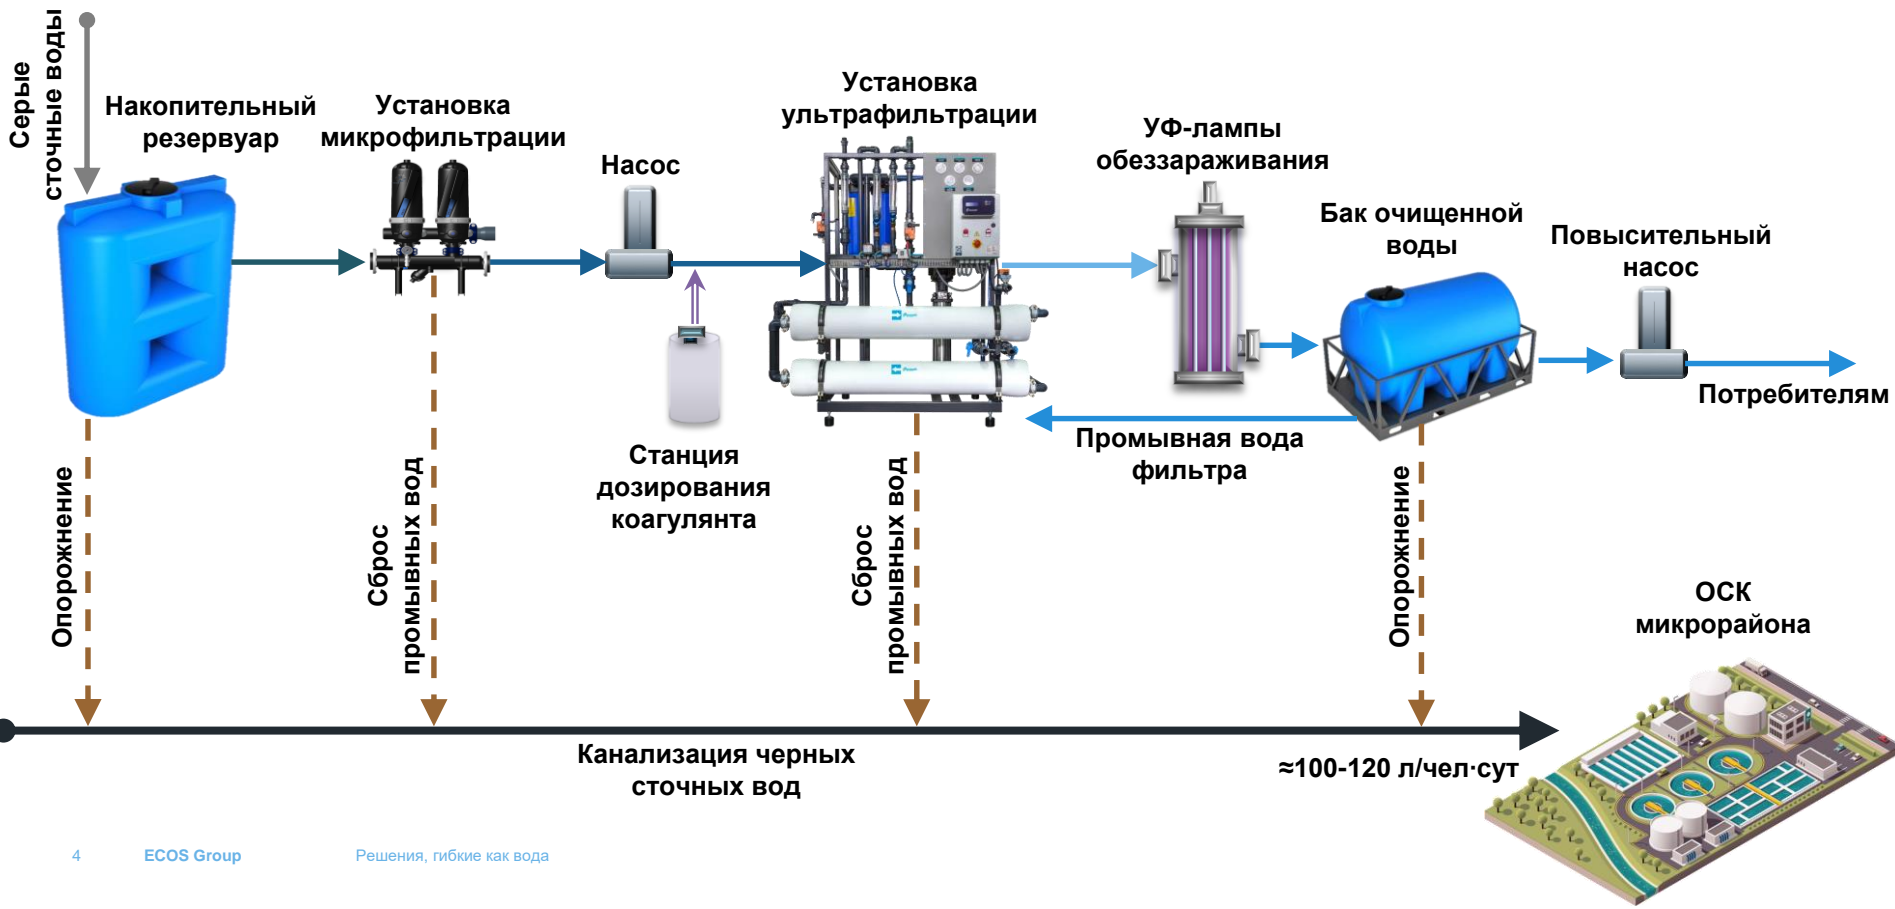 Серые
сточные воды
Накопительный
резервуар
Установка
микрофильтрации
Насос
Установка
ультрафильтрации
УФ-лампы
обеззараживания
Бак очищенной
воды
Повысительный
насос
Потребителям
Промывная вода
фильтра
Станция
дозирования
коагулянта
Опорожнение
Сброс
промывных вод
Сброс
промывных вод
Опорожнение
ОСК
микрорайона
Канализация черных
сточных вод
≈100-120 л/чел·сут
4 ECOS Group Решения, гибкие как вода